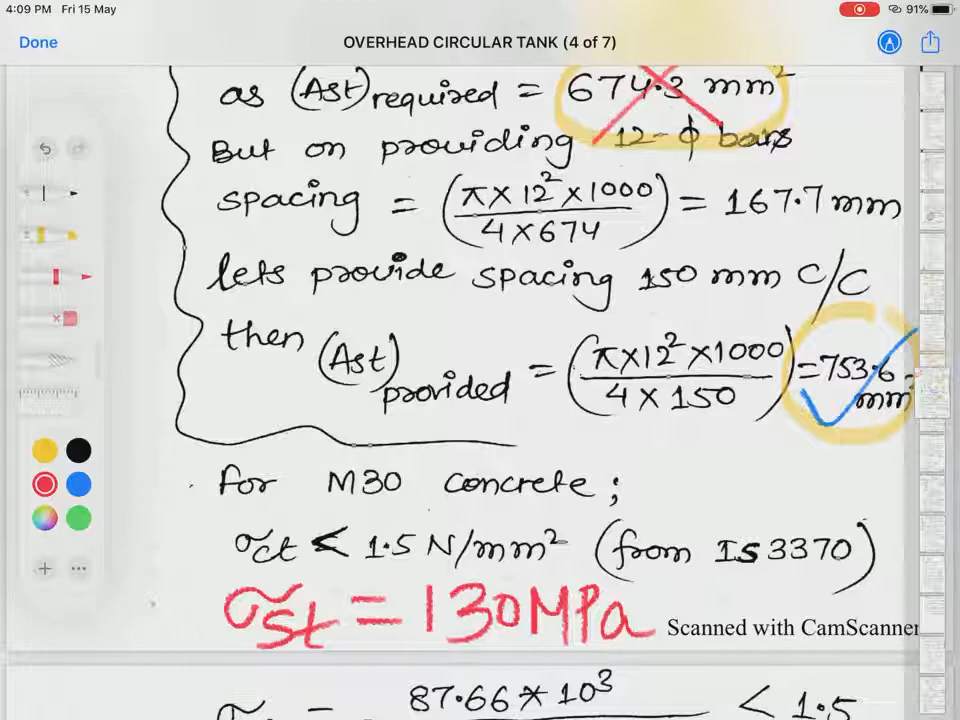 4:09 PM Fri 15 May
91%
Done
OVERHEAD CIRCULAR TANK (4 of 7)
as (Ast)required = 674.3 mm²
But on providing 12-ϕ bars
spacing = (π×12²×1000 / 4×674) = 167.7 mm
lets provide spacing 150 mm C/C
then (Ast)provided = (π×12²×1000 / 4×150) = 753.6 mm²
for M30 concrete;
σct < 1.5 N/mm² (from IS 3370)
σst = 130MPa
Scanned with CamScanner
87.66 * 10³ < 1.5